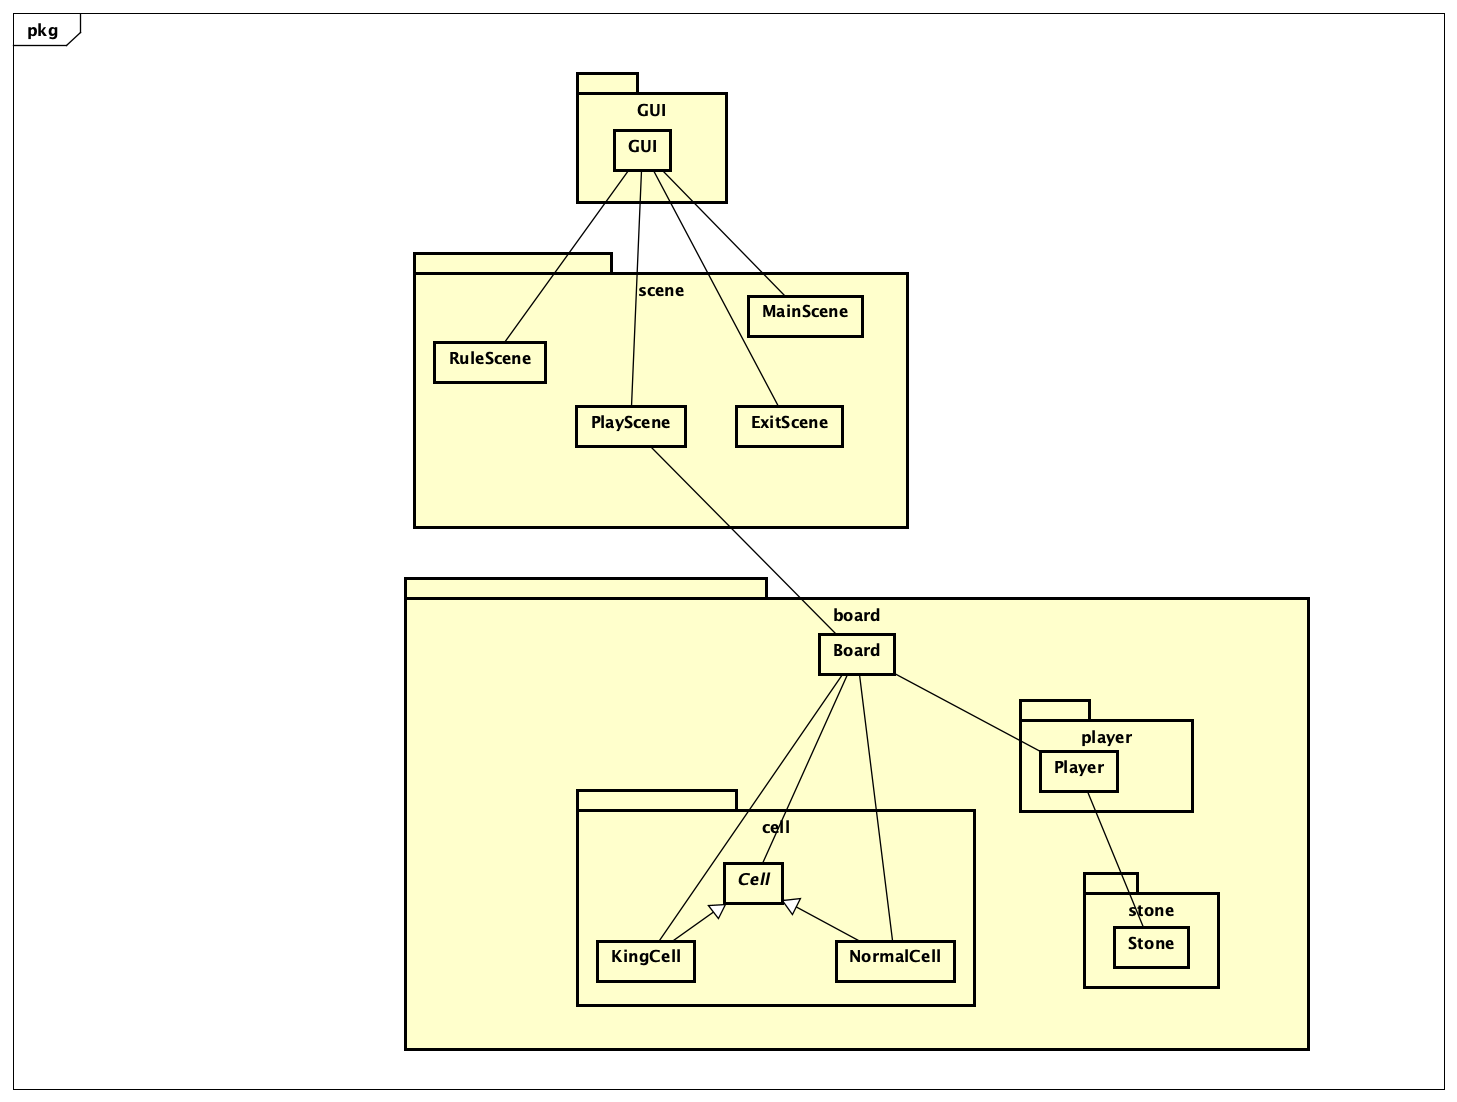 pkg
GUI
GUI
scene
MainScene
RuleScene
PlayScene
ExitScene
board
Board
player
Player
cell
Cell
stone
Stone
KingCell
NormalCell